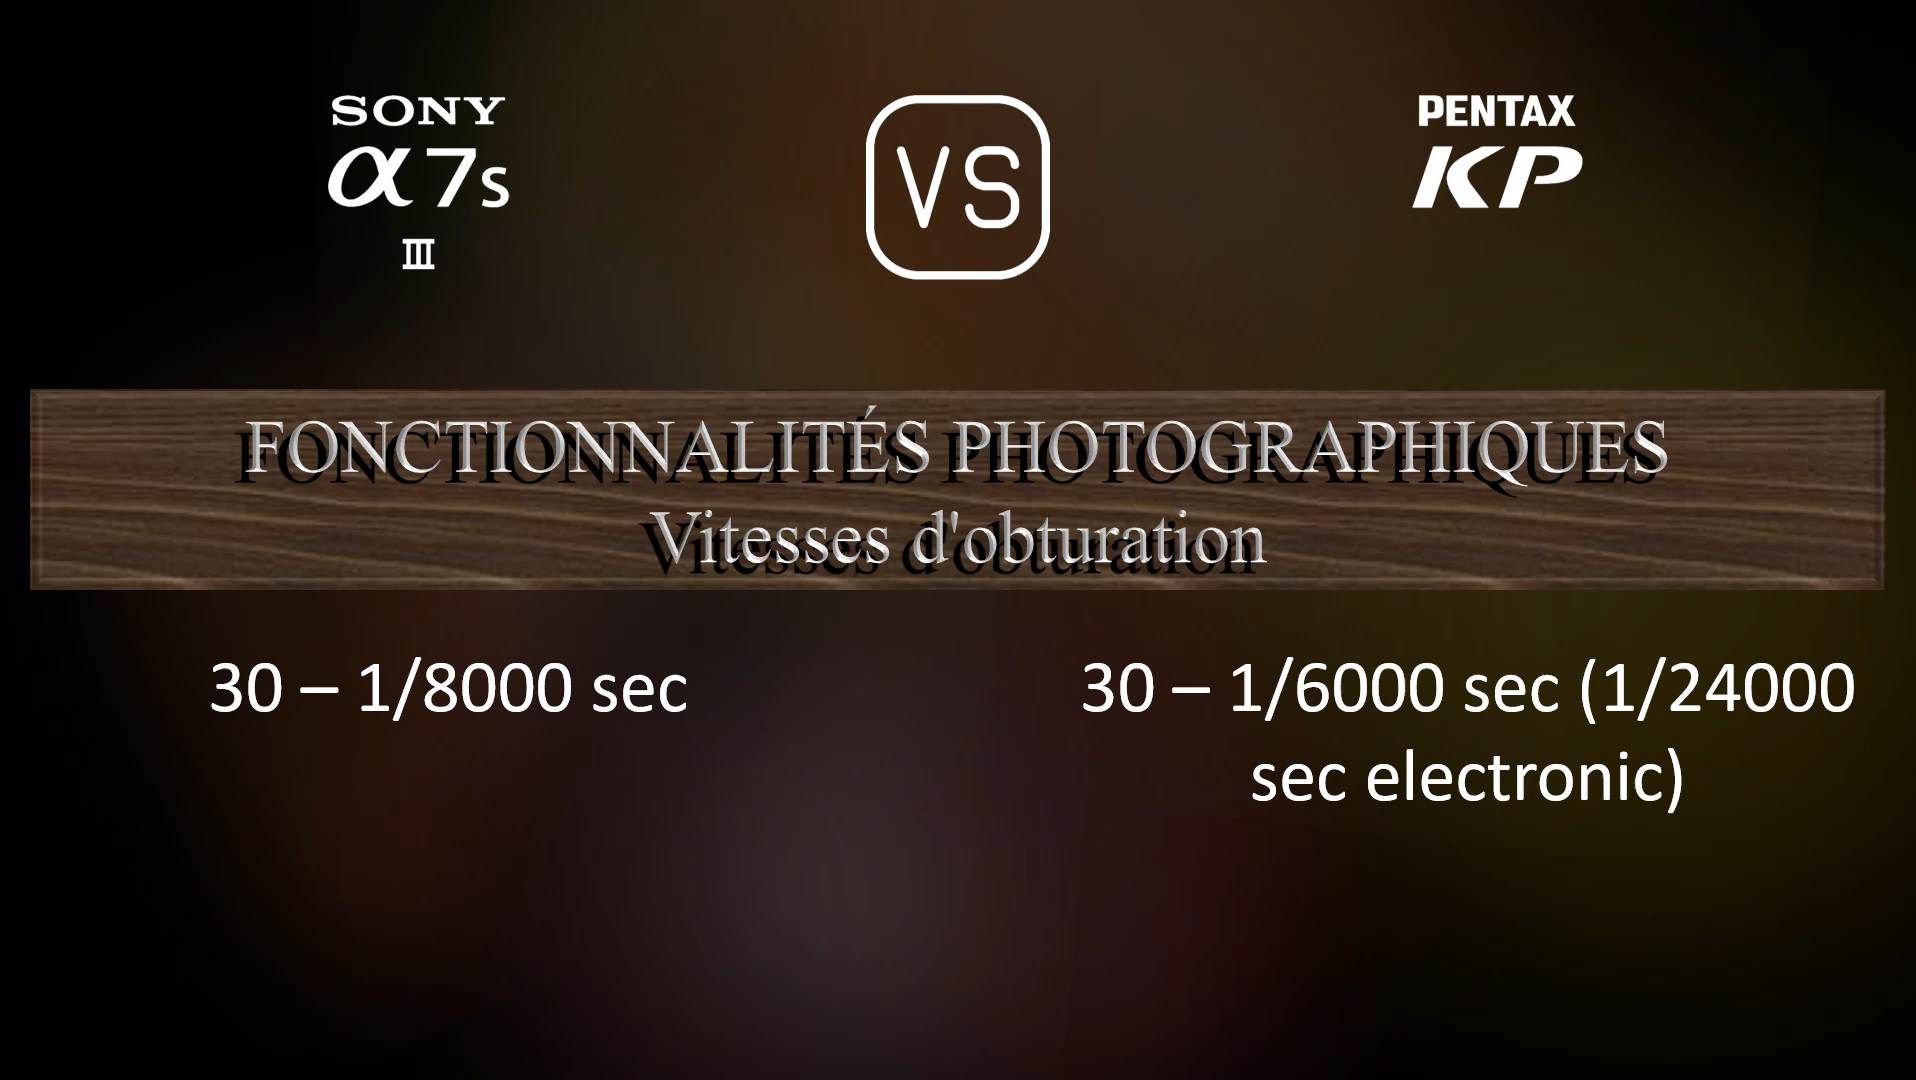 SONY
α7S
III
VS
PENTAX
KP
FONCTIONNALITÉS PHOTOGRAPHIQUES
Vitesses d'obturation
30 – 1/8000 sec
30 – 1/6000 sec (1/24000
sec electronic)